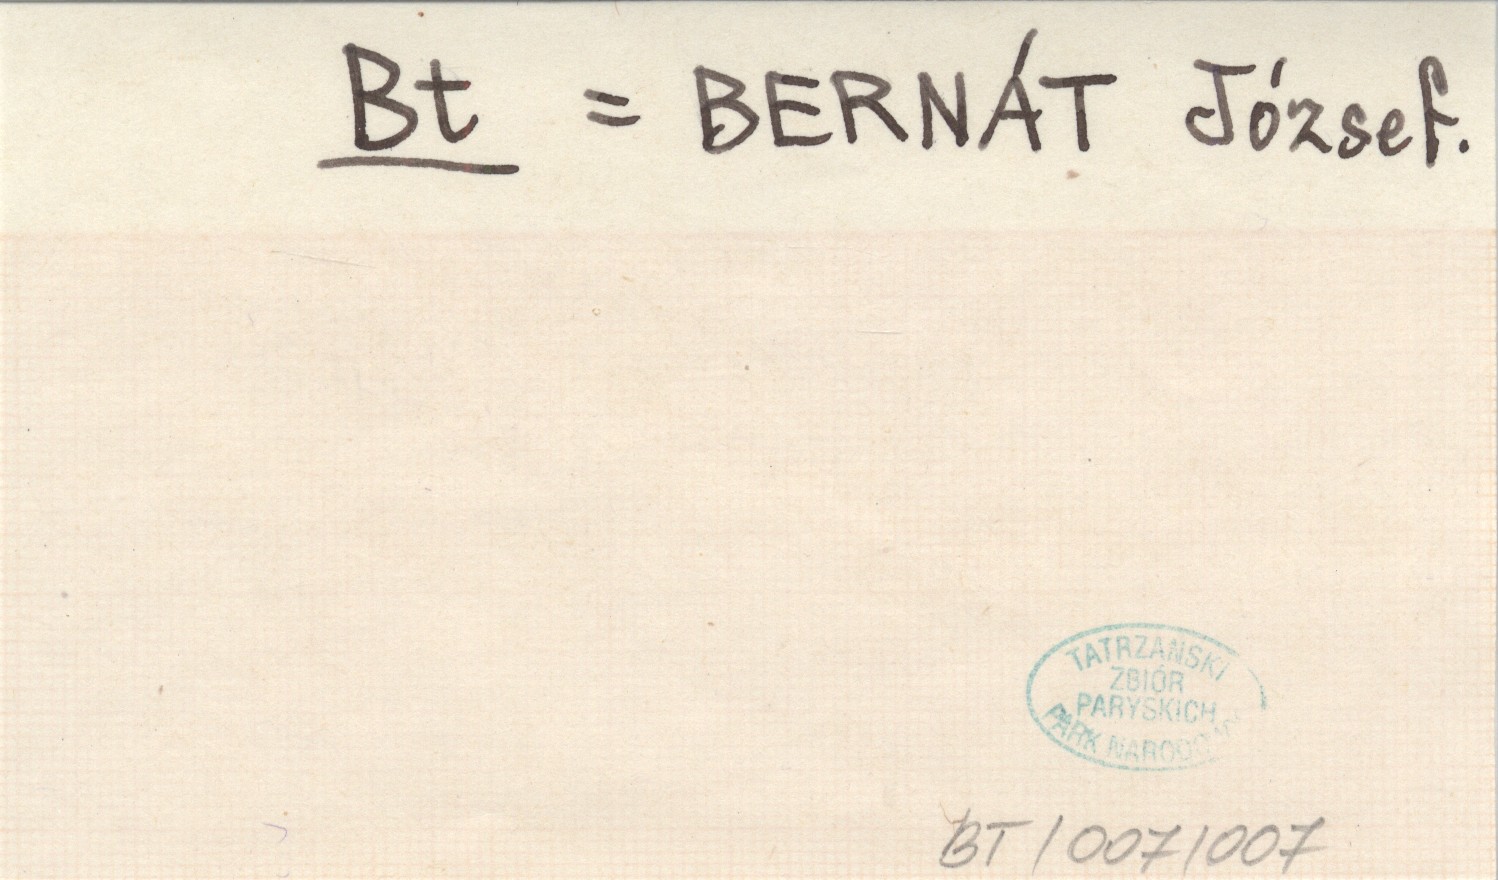 Bt = BERNÁT József.
TATRZAŃSKI
ZBIÓR
PARYSKICH
PARK NARODOWY
BT/007/007